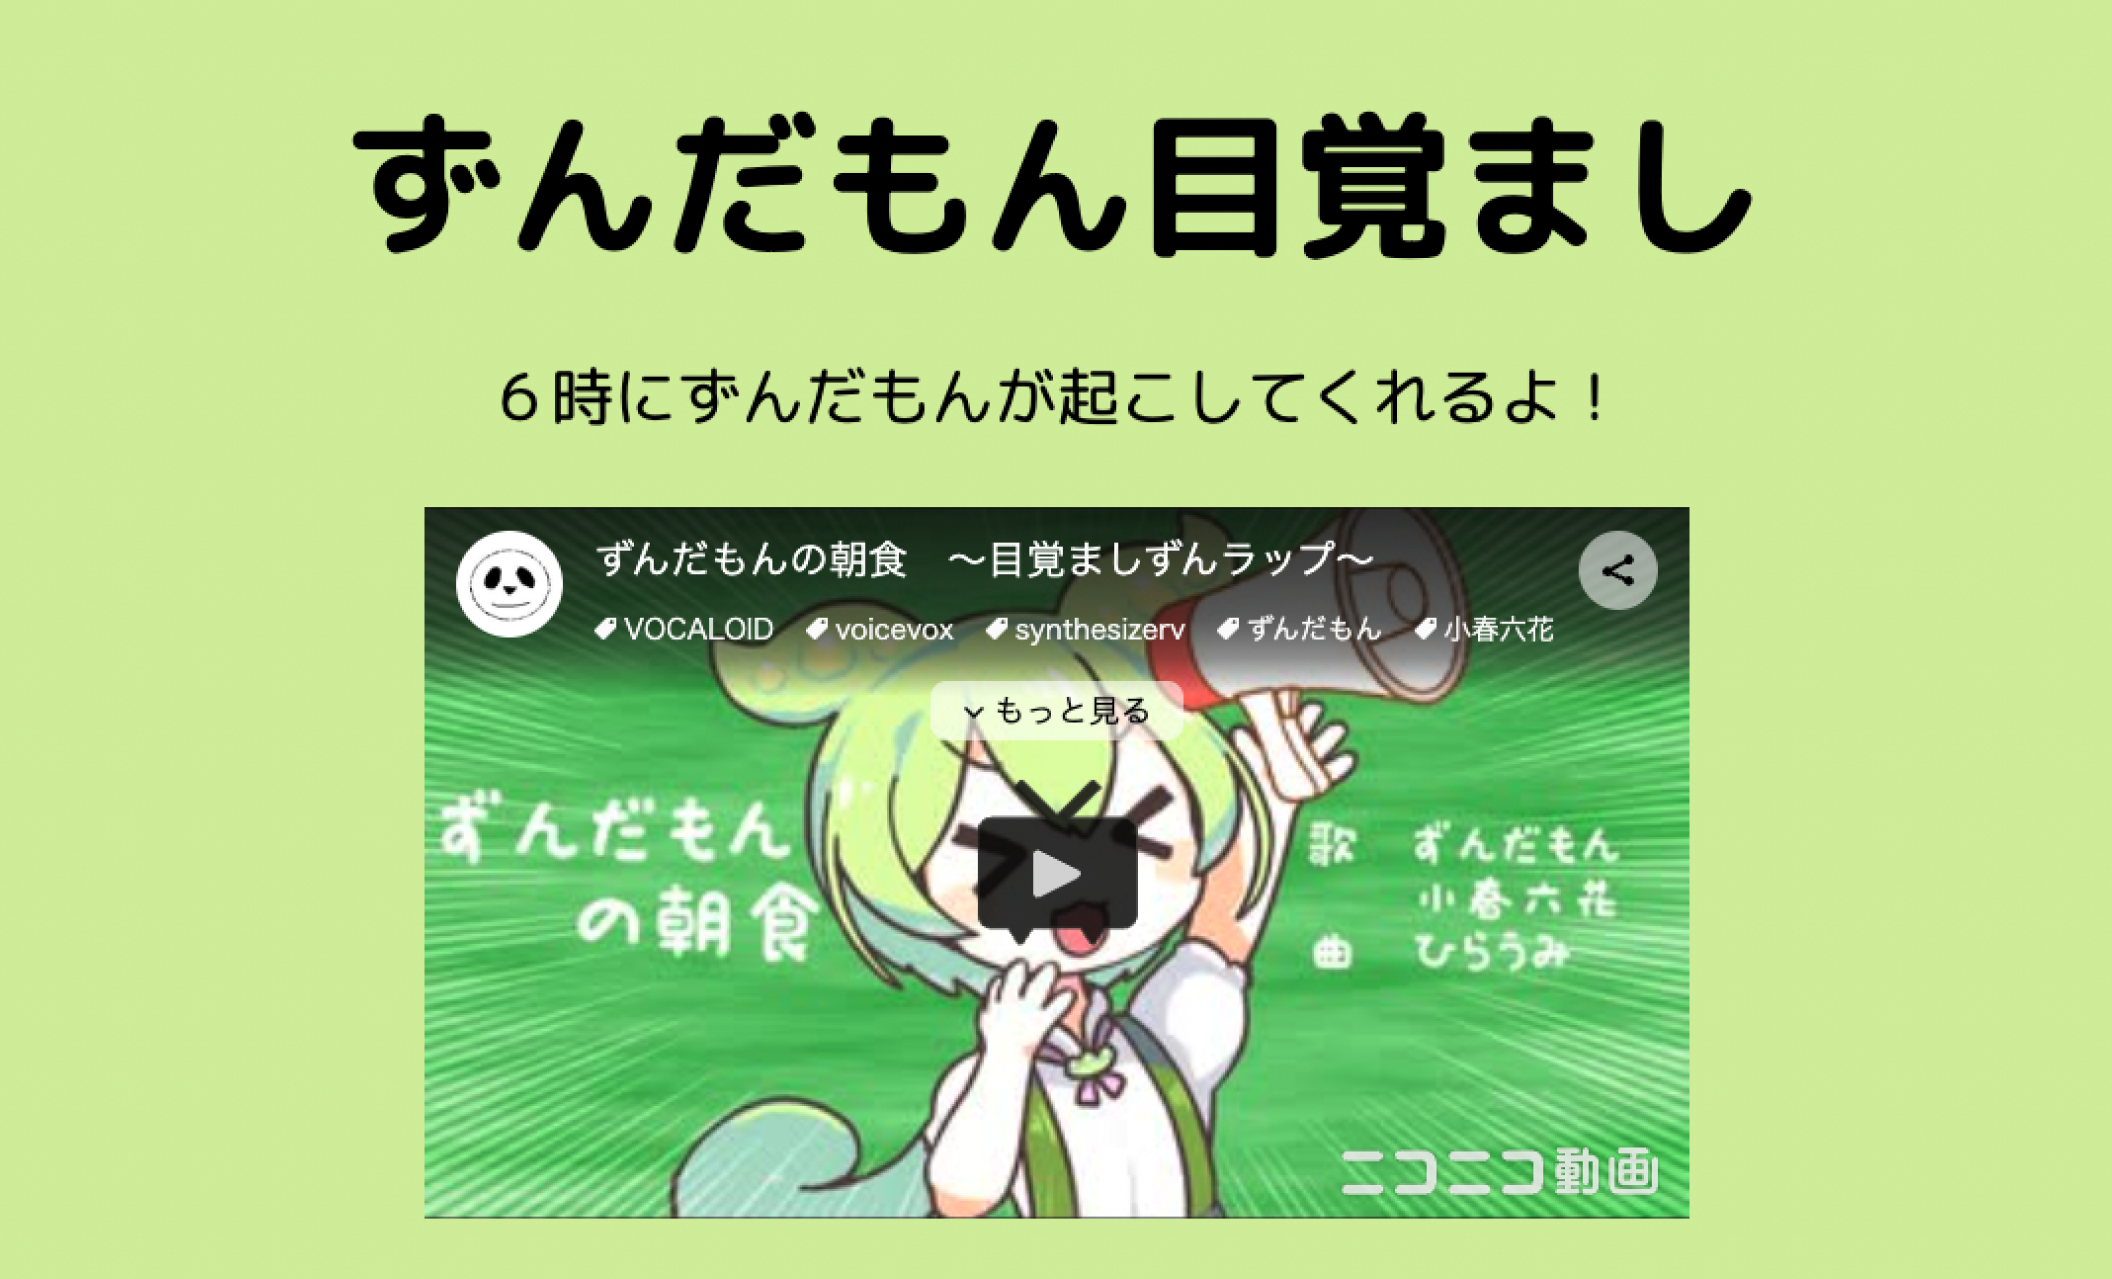 ずんだもん目覚まし
６時にずんだもんが起こしてくれるよ！
ずんだもんの朝食　〜目覚ましずんラップ〜
VOCALOID voicevox synthesizerv ずんだもん 小春六花
もっと見る
ずんだもん
の朝食
歌 ずんだもん
小春六花
曲 ひらうみ
ニコニコ動画